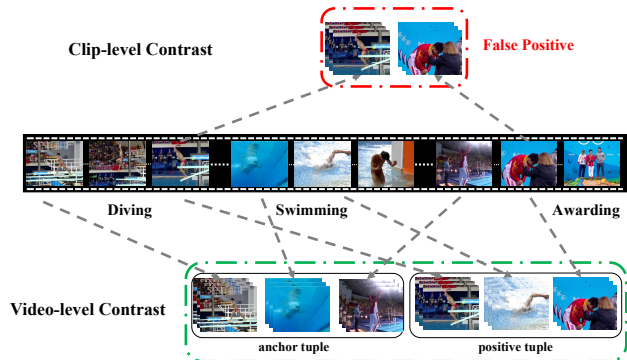 Clip-level Contrast
False Positive
Diving
Swimming
Awarding
Video-level Contrast
anchor tuple
positive tuple